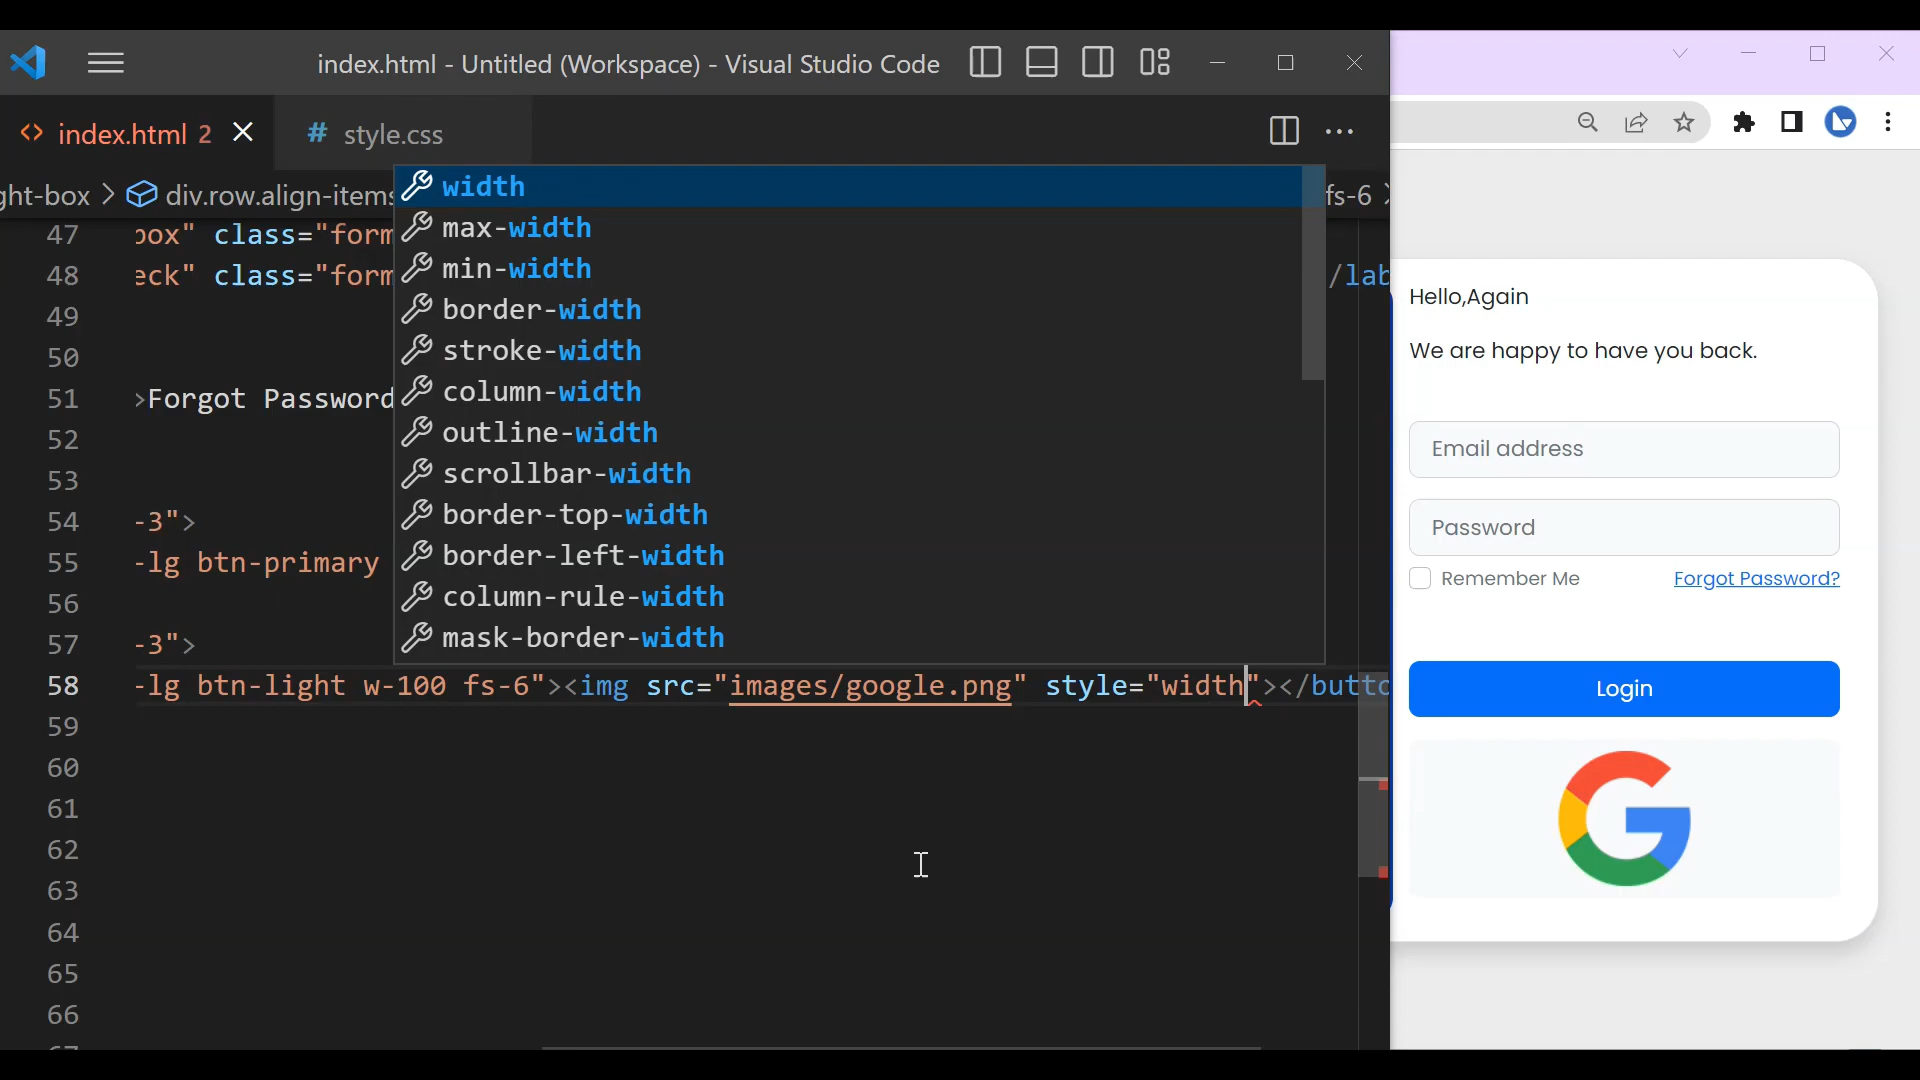 index.html - Untitled (Workspace) - Visual Studio Code
index.html 2
# style.css
ght-box > div.row.align-items
fs-6 >
47 box" class="form
48 eck" class="form
/lab
49
50
51 >Forgot Password
52
53
54 -3">
55 -lg btn-primary
56
57 -3">
58 -lg btn-light w-100 fs-6"><img src="images/google.png" style="width"></butto
59
60
61
62
63
64
65
66
67
width
max-width
min-width
border-width
stroke-width
column-width
outline-width
scrollbar-width
border-top-width
border-left-width
column-rule-width
mask-border-width
Hello,Again
We are happy to have you back.
Email address
Password
Remember Me
Forgot Password?
Login